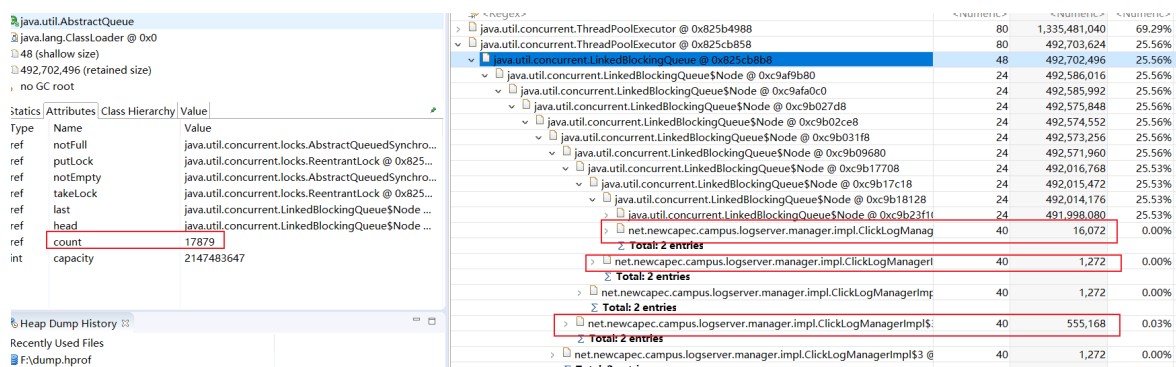 java.util.AbstractQueue
java.lang.ClassLoader @ 0x0
48 (shallow size)
492,702,496 (retained size)
no GC root
Statics Attributes Class Hierarchy Value
Type Name Value
ref notFull java.util.concurrent.locks.AbstractQueuedSynchro...
ref putLock java.util.concurrent.locks.ReentrantLock @ 0x825...
ref notEmpty java.util.concurrent.locks.AbstractQueuedSynchro...
ref takeLock java.util.concurrent.locks.ReentrantLock @ 0x825...
ref last java.util.concurrent.LinkedBlockingQueue$Node ...
ref head java.util.concurrent.LinkedBlockingQueue$Node ...
ref count 17879
int capacity 2147483647
Heap Dump History
Recently Used Files
F:\dump.hprof
<Regex> <Numeric> <Numeric> <Numeric>
java.util.concurrent.ThreadPoolExecutor @ 0x825b4988 80 1,335,481,040 69.29%
java.util.concurrent.ThreadPoolExecutor @ 0x825cb858 80 492,703,624 25.56%
java.util.concurrent.LinkedBlockingQueue @ 0x825cb8b8 48 492,702,496 25.56%
java.util.concurrent.LinkedBlockingQueue$Node @ 0xc9af9b80 24 492,586,016 25.56%
java.util.concurrent.LinkedBlockingQueue$Node @ 0xc9afa0c0 24 492,585,992 25.56%
java.util.concurrent.LinkedBlockingQueue$Node @ 0xc9b027d8 24 492,575,848 25.56%
java.util.concurrent.LinkedBlockingQueue$Node @ 0xc9b02ce8 24 492,574,552 25.56%
java.util.concurrent.LinkedBlockingQueue$Node @ 0xc9b031f8 24 492,573,256 25.56%
java.util.concurrent.LinkedBlockingQueue$Node @ 0xc9b09680 24 492,571,960 25.56%
java.util.concurrent.LinkedBlockingQueue$Node @ 0xc9b17708 24 492,016,768 25.53%
java.util.concurrent.LinkedBlockingQueue$Node @ 0xc9b17c18 24 492,015,472 25.53%
java.util.concurrent.LinkedBlockingQueue$Node @ 0xc9b18128 24 492,014,176 25.53%
java.util.concurrent.LinkedBlockingQueue$Node @ 0xc9b23f1 24 491,998,080 25.53%
net.newcapec.campus.logserver.manager.impl.ClickLogManag 40 16,072 0.00%
Σ Total: 2 entries
net.newcapec.campus.logserver.manager.impl.ClickLogManagerI 40 1,272 0.00%
Σ Total: 2 entries
net.newcapec.campus.logserver.manager.impl.ClickLogManagerImp 40 1,272 0.00%
Σ Total: 2 entries
net.newcapec.campus.logserver.manager.impl.ClickLogManagerImpl$3 40 555,168 0.03%
Σ Total: 2 entries
net.newcapec.campus.logserver.manager.impl.ClickLogManagerImpl$3 @ 40 1,272 0.00%
Σ Total: 2 entries